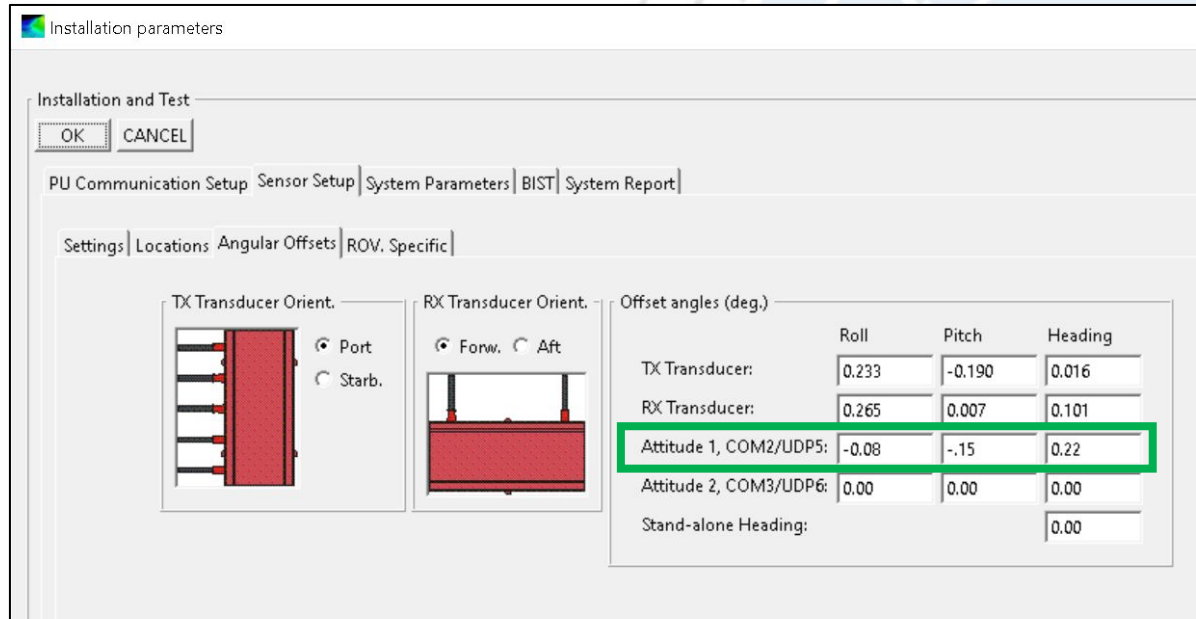 Installation parameters
Installation and Test
OK CANCEL
PU Communication Setup Sensor Setup System Parameters BIST System Report
Settings Locations Angular Offsets ROV. Specific
TX Transducer Orient. RX Transducer Orient. Offset angles (deg.)
Port Forw. Aft Roll Pitch Heading
Starb.
TX Transducer: 0.233 -0.190 0.016
RX Transducer: 0.265 0.007 0.101
Attitude 1, COM2/UDP5: -0.08 -.15 0.22
Attitude 2, COM3/UDP6: 0.00 0.00 0.00
Stand-alone Heading: 0.00